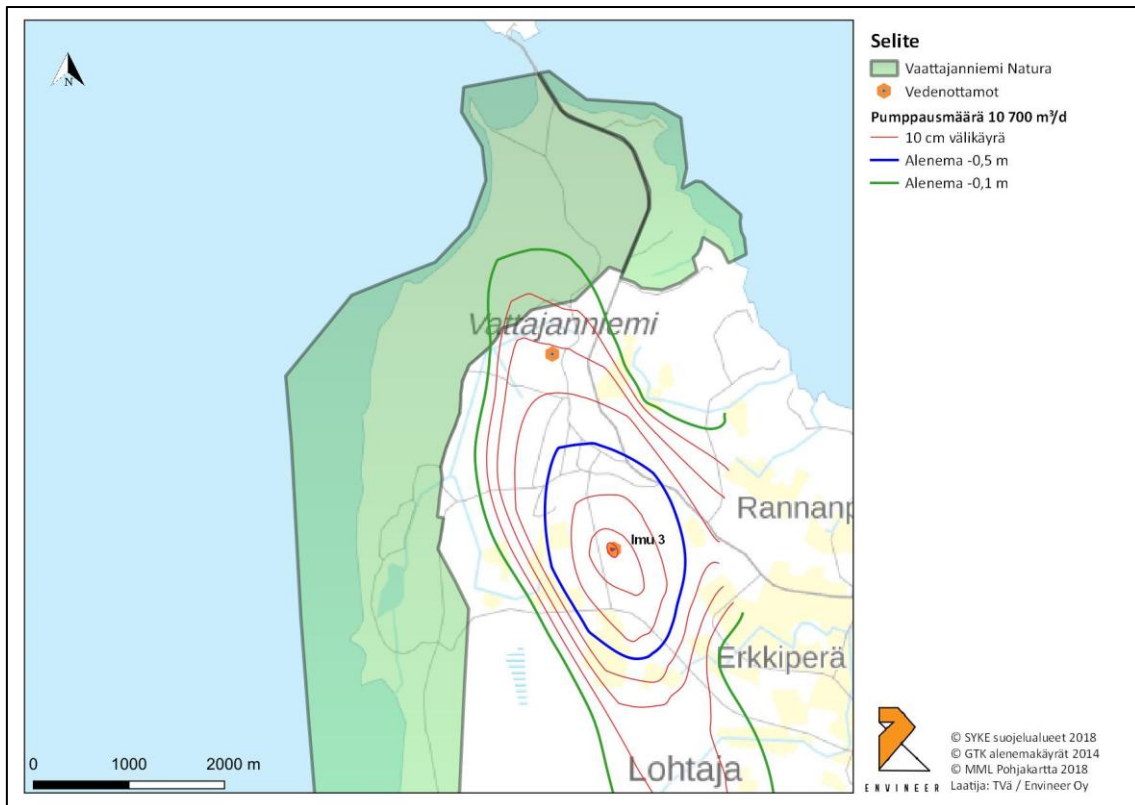 N
Vattajanniemi
Imu 3
Rannanp
Erkkiperä
Lohtaja
0 1000 2000 m
Selite
Vaattajanniemi Natura
Vedenottamot
Pumppausmäärä 10 700 m³/d
10 cm välikäyrä
Alenema -0,5 m
Alenema -0,1 m
ENVINEER
© SYKE suojelualueet 2018
© GTK alenemakäyrät 2014
© MML Pohjakartta 2018
Laatija: TVä / Envineer Oy